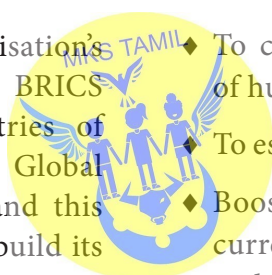 isation's
BRICS
tries of
Global
and this
build its
MKS TAMIL
♦ To c
of hu
♦ To es
♦ Boos
curre